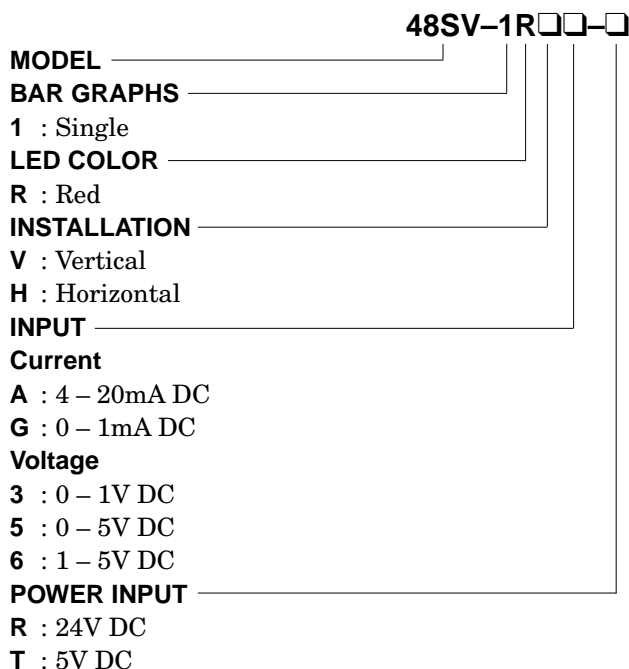 48SV–1R❑❑–❑
MODEL
BAR GRAPHS
1 : Single
LED COLOR
R : Red
INSTALLATION
V : Vertical
H : Horizontal
INPUT
Current
A : 4 – 20mA DC
G : 0 – 1mA DC
Voltage
3 : 0 – 1V DC
5 : 0 – 5V DC
6 : 1 – 5V DC
POWER INPUT
R : 24V DC
T : 5V DC